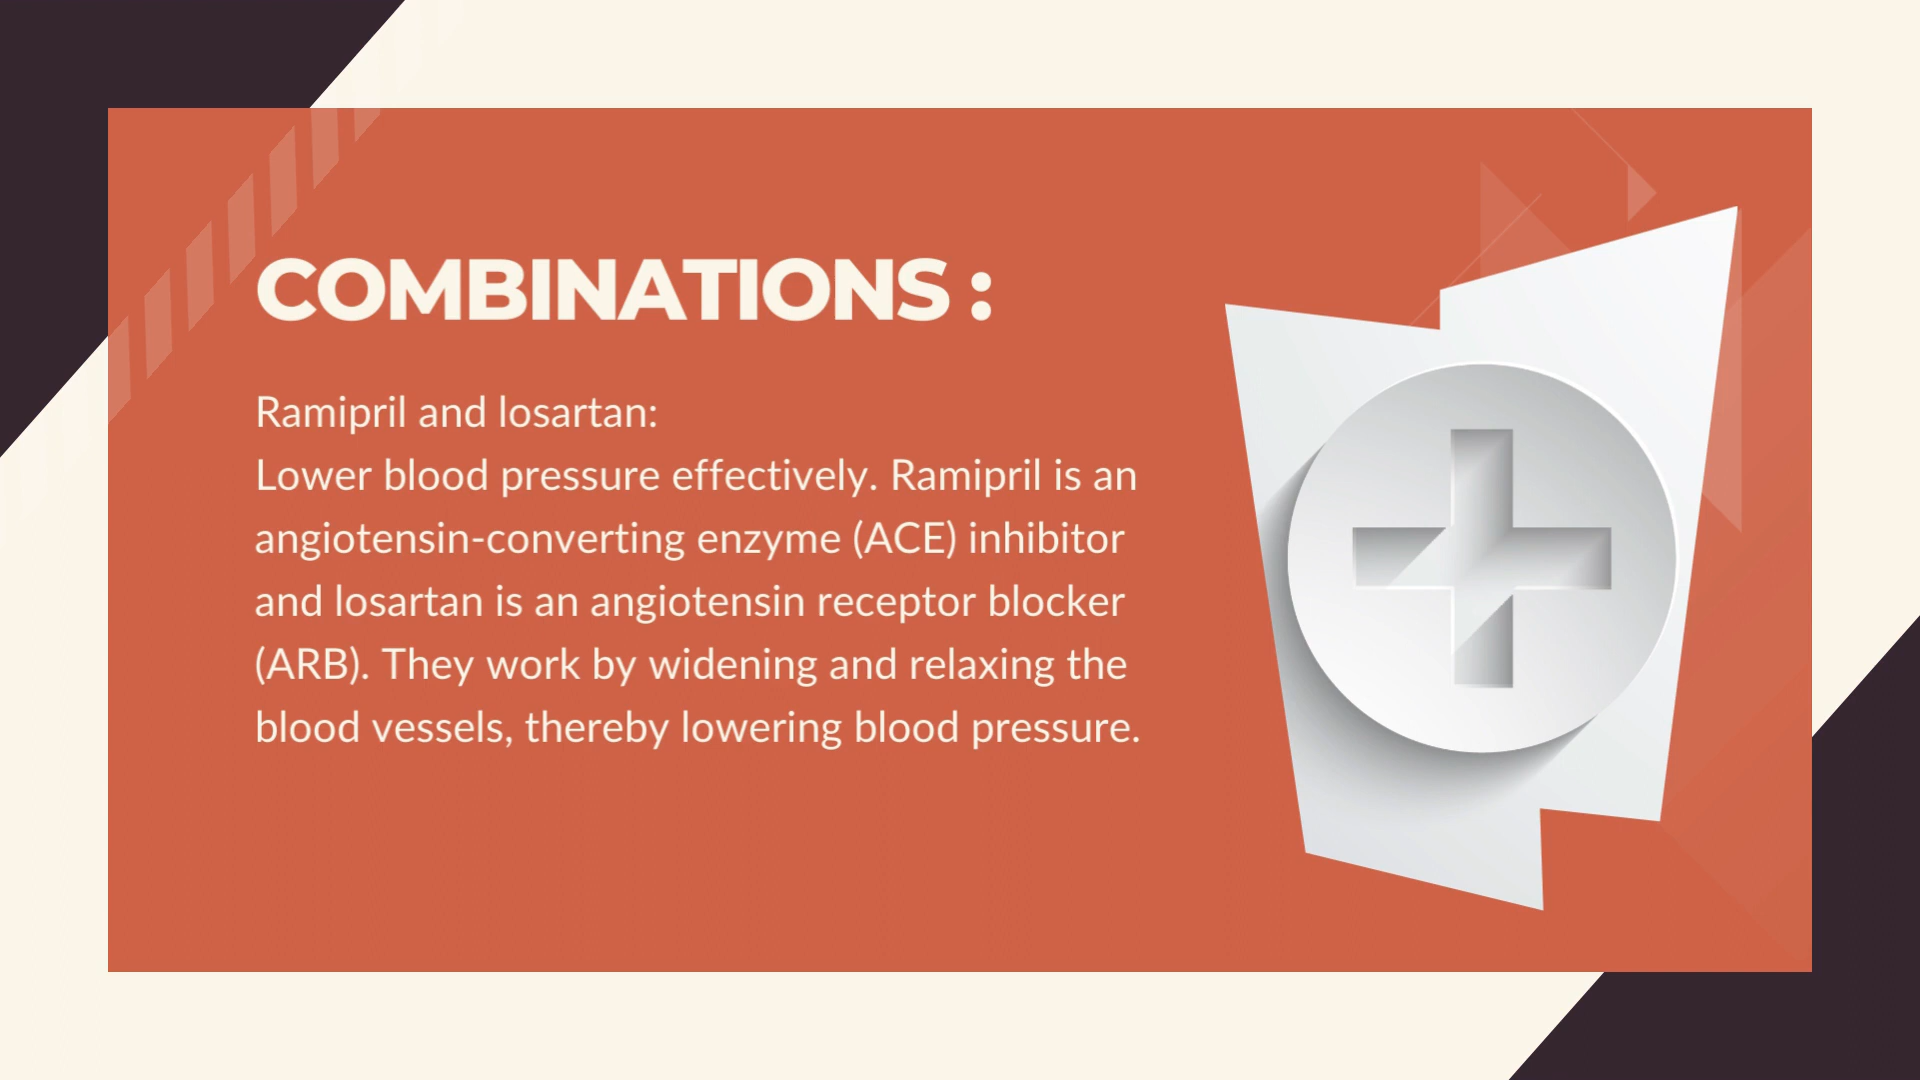 COMBINATIONS :
Ramipril and losartan:
Lower blood pressure effectively. Ramipril is an
angiotensin-converting enzyme (ACE) inhibitor
and losartan is an angiotensin receptor blocker
(ARB). They work by widening and relaxing the
blood vessels, thereby lowering blood pressure.